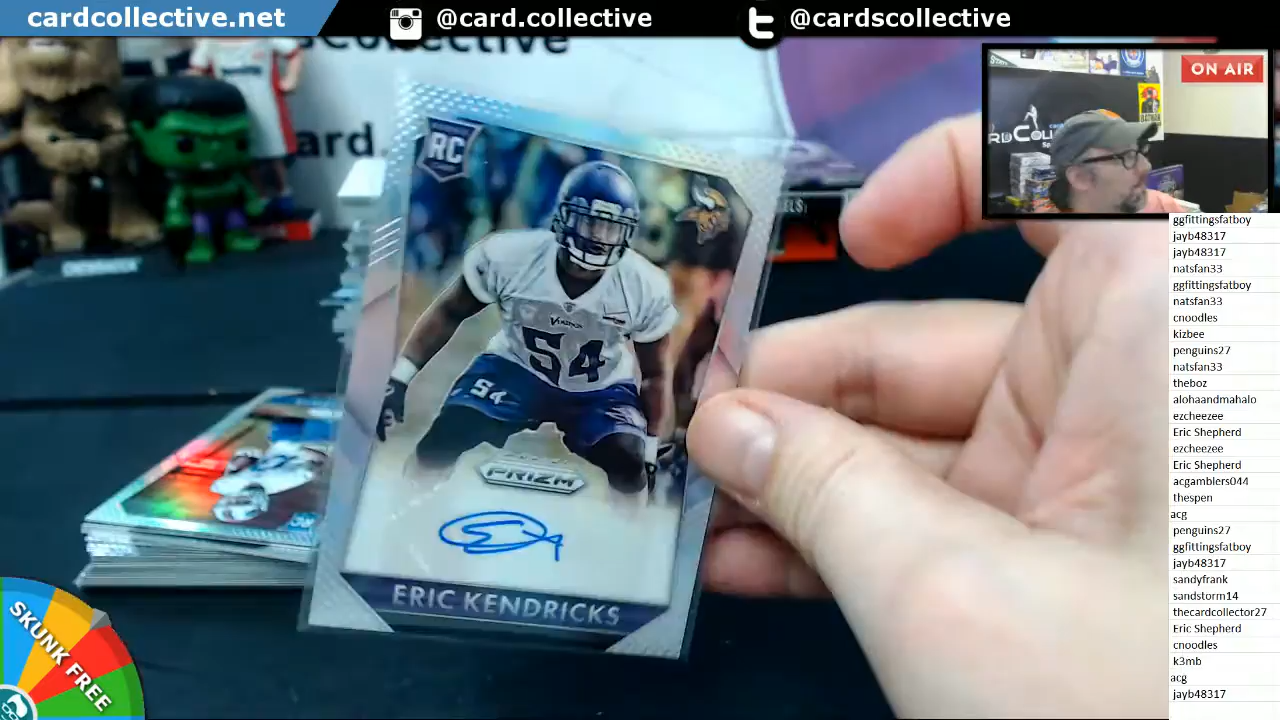 cardcollective.net
@card.collective
@cardscollective
sCollective
ard.
ON AIR
RC
VIKINGS
54
54
PRIZM
ERIC KENDRICKS
SKUNK FREE
ggfittingsfatboy
jayb48317
jayb48317
natsfan33
ggfittingsfatboy
natsfan33
cnoodles
kizbee
penguins27
natsfan33
theboz
alohaandmahalo
ezcheezee
Eric Shepherd
ezcheezee
Eric Shepherd
acgamblers044
thespen
acg
penguins27
ggfittingsfatboy
jayb48317
sandyfrank
sandstorm14
thecardcollector27
Eric Shepherd
cnoodles
k3mb
acg
jayb48317